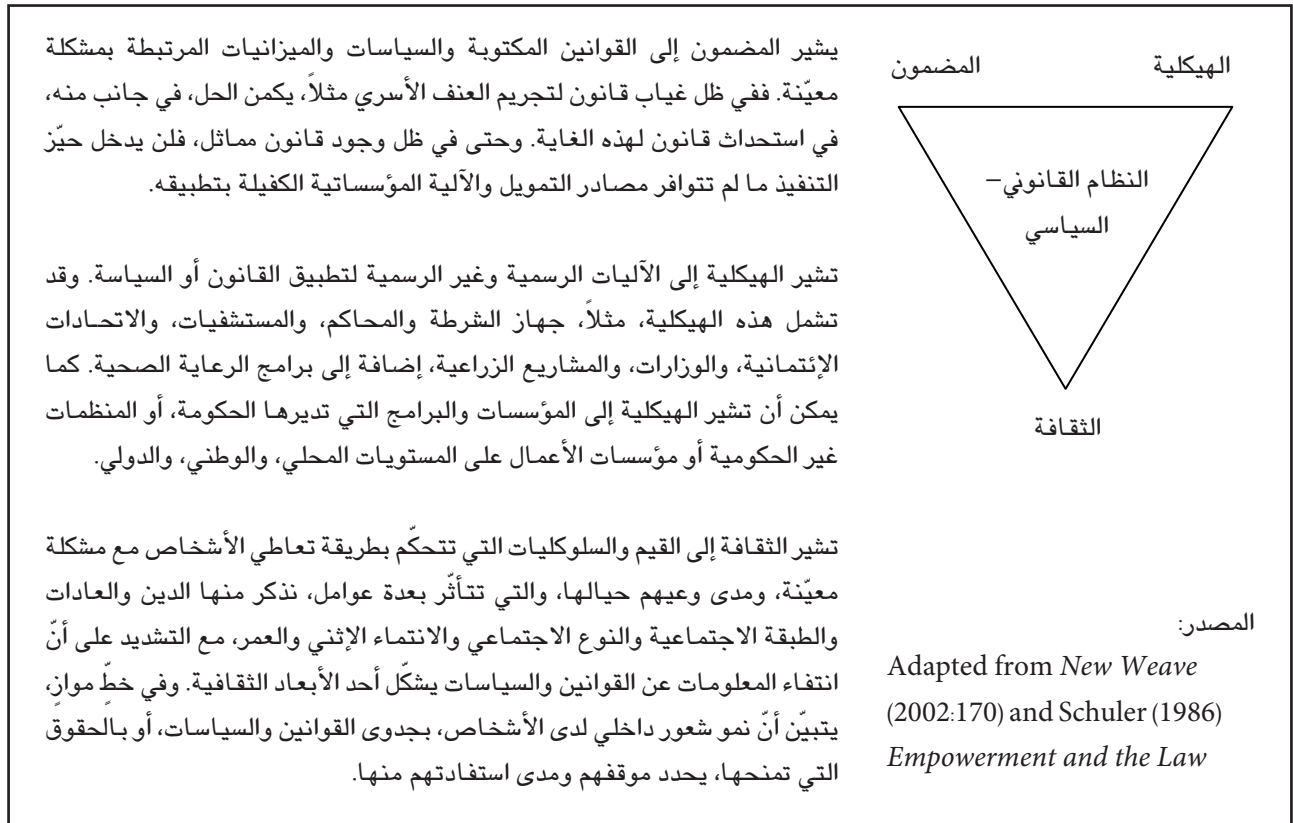 الهيكلية
المضمون
النظام القانوني–
السياسي
الثقافة
المصدر:
Adapted from New Weave
(2002:170) and Schuler (1986)
Empowerment and the Law
يشير المضمون إلى القوانين المكتوبة والسياسات والميزانيات المرتبطة بمشكلة
معيّنة. ففي ظل غياب قانون لتجريم العنف الأسري مثلاً، يكمن الحل، في جانب منه،
في استحداث قانون لهذه الغاية. وحتى في ظل وجود قانون مماثل، فلن يدخل حيّز
التنفيذ ما لم تتوافر مصادر التمويل والآلية المؤسساتية الكفيلة بتطبيقه.
تشير الهيكلية إلى الآليات الرسمية وغير الرسمية لتطبيق القانون أو السياسة. وقد
تشمل هذه الهيكلية، مثلاً، جهاز الشرطة والمحاكم، والمستشفيات، والاتحادات
الإئتمانية، والوزارات، والمشاريع الزراعية، إضافة إلى برامج الرعاية الصحية. كما
يمكن أن تشير الهيكلية إلى المؤسسات والبرامج التي تديرها الحكومة، أو المنظمات
غير الحكومية أو مؤسسات الأعمال على المستويات المحلي، والوطني، والدولي.
تشير الثقافة إلى القيم والسلوكليات التي تتحكّم بطريقة تعاطي الأشخاص مع مشكلة
معيّنة، ومدى وعيهم حيالها، والتي تتأثّر بعدة عوامل، نذكر منها الدين والعادات
والطبقة الاجتماعية والنوع الاجتماعي والانتماء الإثني والعمر، مع التشديد على أنّ
انتفاء المعلومات عن القوانين والسياسات يشكّل أحد الأبعاد الثقافية. وفي خطّ موازٍ،
يتبيّن أنّ نمو شعور داخلي لدى الأشخاص، بجدوى القوانين والسياسات، أو بالحقوق
التي تمنحها، يحدد موقفهم ومدى استفادتهم منها.